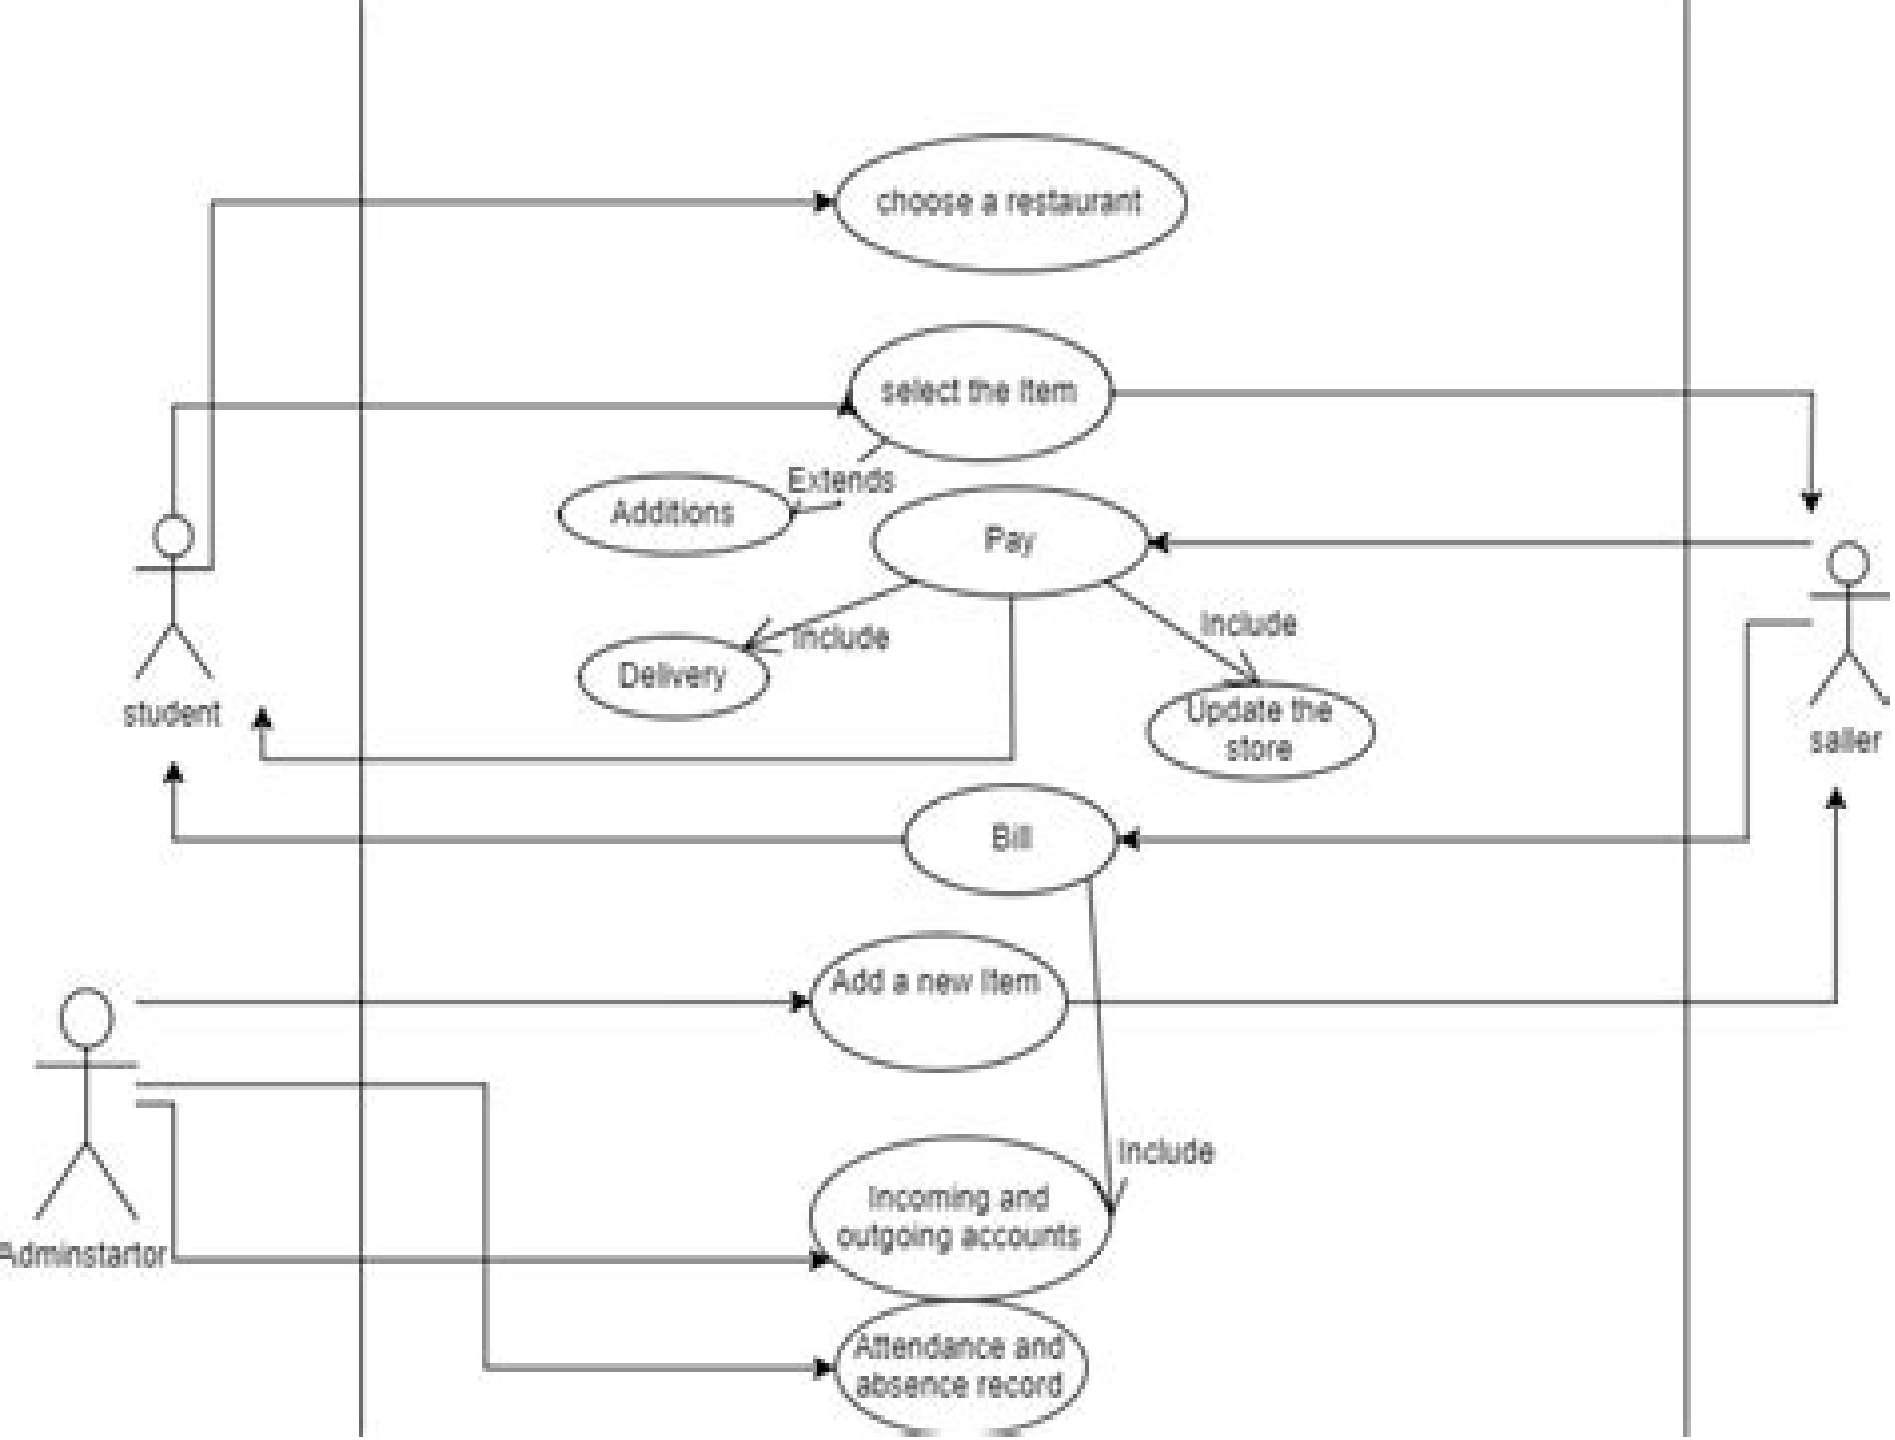 choose a restaurant
select the item
Extends
Additions
Pay
Include
Include
Delivery
Update the
store
student
saller
Bill
Add a new item
Include
Incoming and
outgoing accounts
Adminstartor
Attendance and
absence record